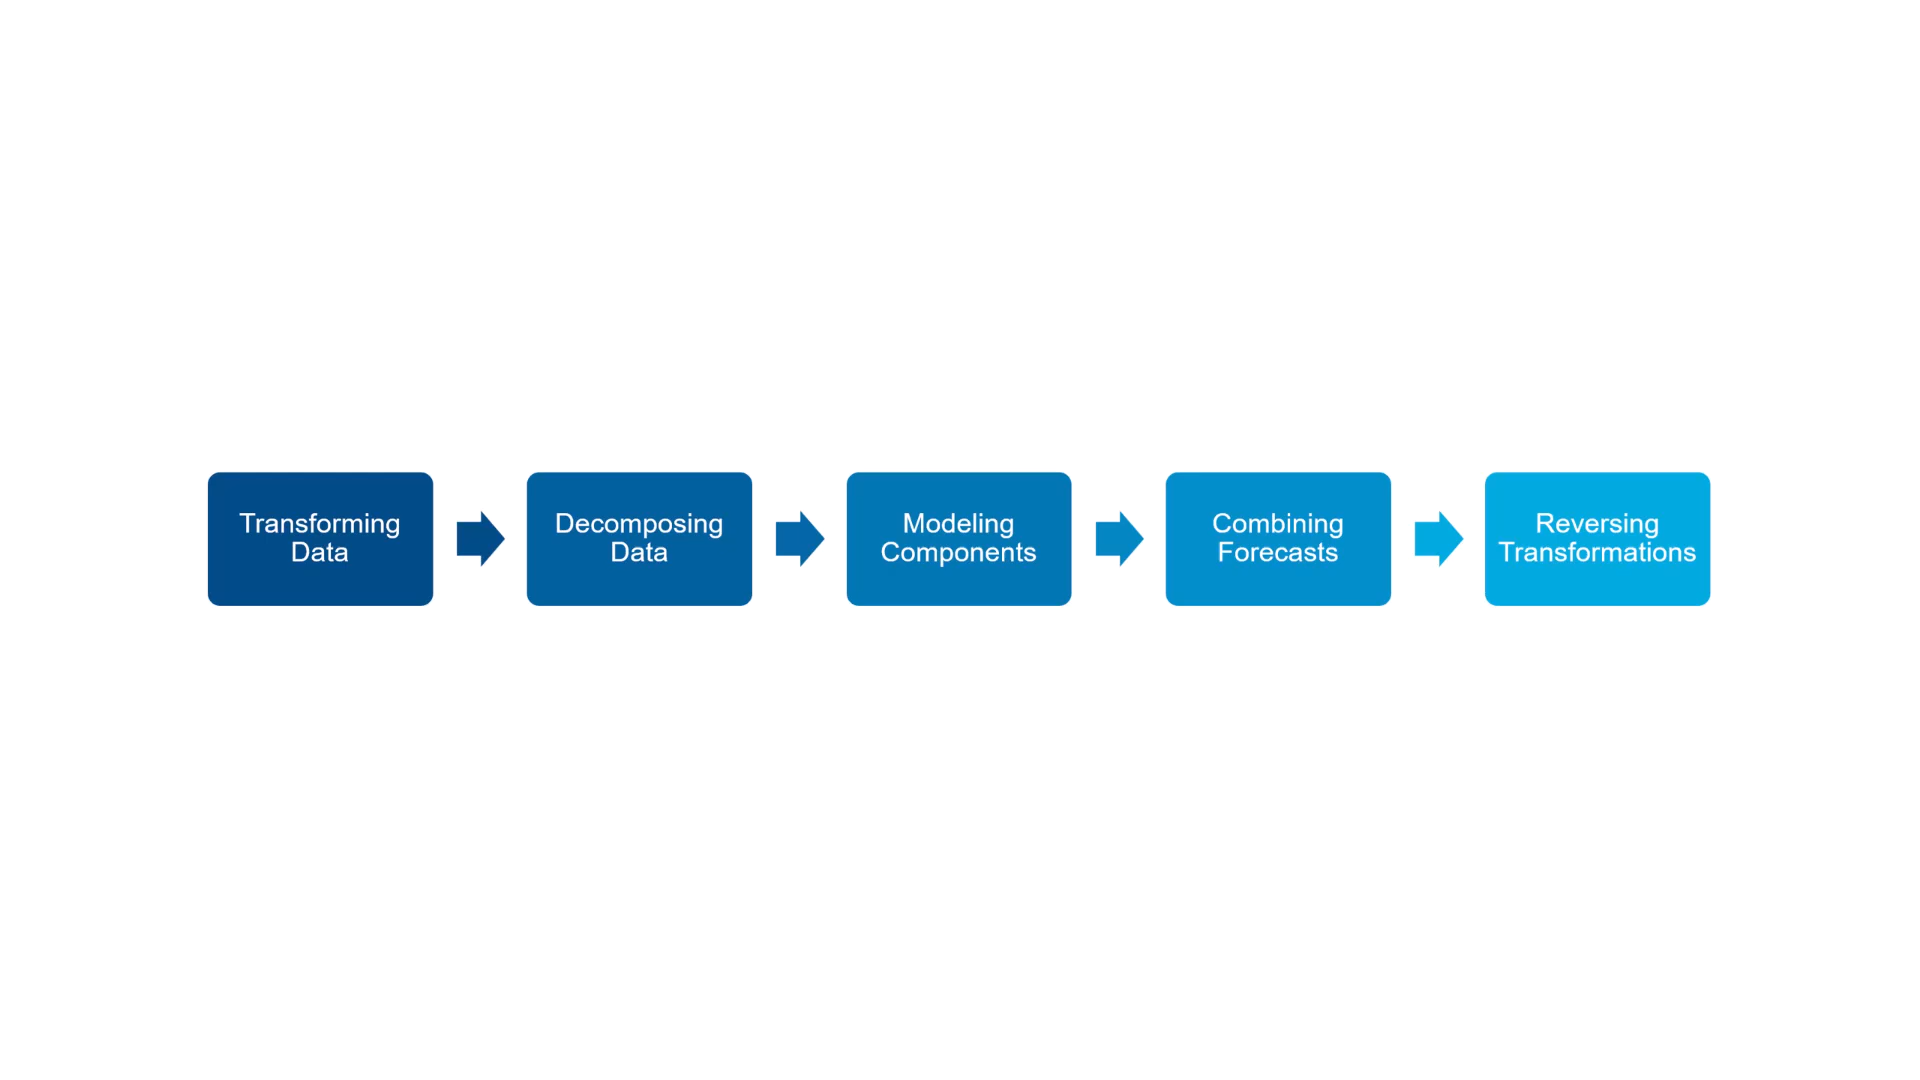 Transforming
Data
Decomposing
Data
Modeling
Components
Combining
Forecasts
Reversing
Transformations